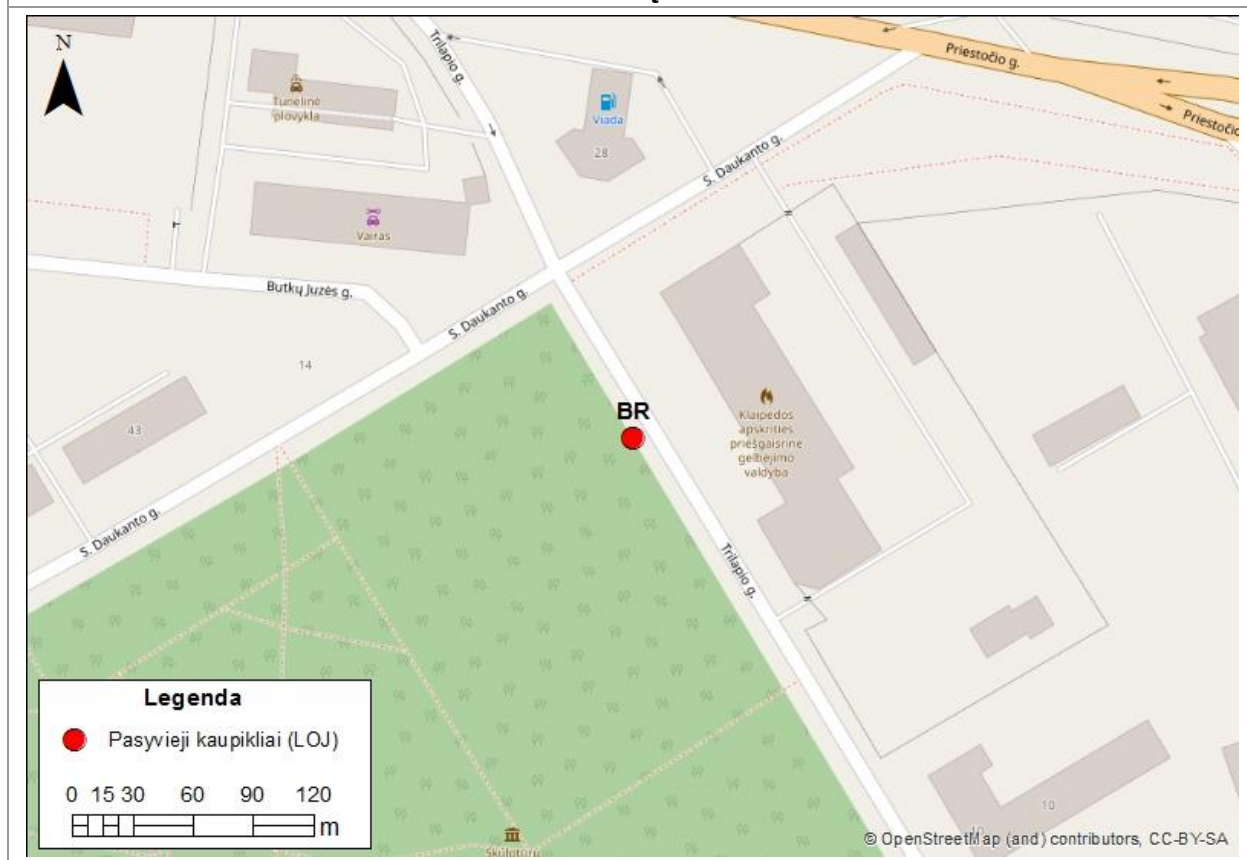 N
Trilapio g.
Tunelinė
plovykla
Viada
28
Priestočio g.
Priestočio
S. Daukanto g.
Vairas
Butkų Juzės g.
S. Daukanto g.
14
43
BR
Klaipėdos
apskrities
priešgaisrinė
gelbėjimo
valdyba
S. Daukanto g.
Trilapio g.
Legenda
Pasyvieji kaupikliai (LOJ)
0 15 30 60 90 120
m
10
Skulptūrų
© OpenStreetMap (and) contributors, CC-BY-SA